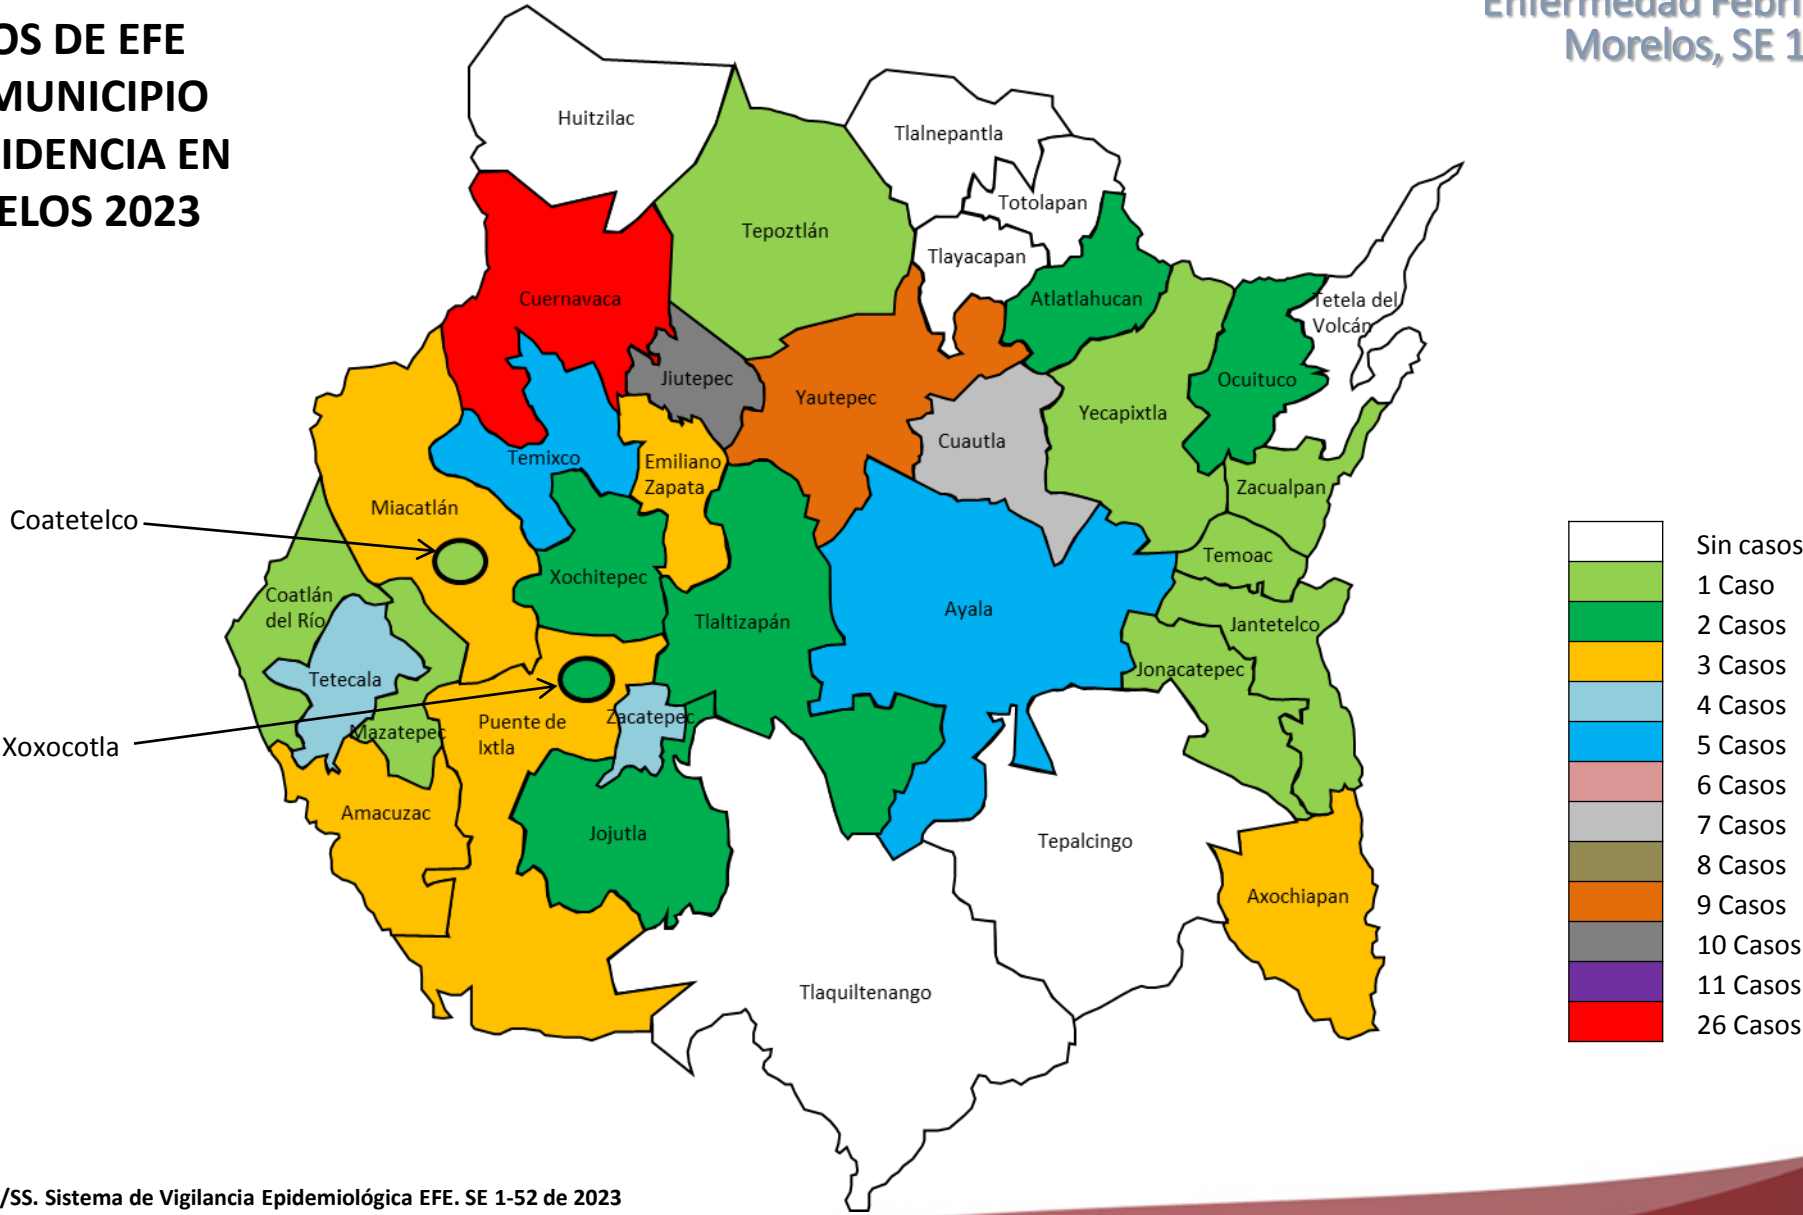 OS DE EFE
MUNICIPIO
IDENCIA EN
ELOS 2023
Enfermedad Febri
Morelos, SE 1
Huitzilac
Tlalnepantla
Totolapan
Tepoztlán
Tlayacapan
Cuernavaca
Atlatlahucan
Tetela del
Volcán
Jiutepec
Ocuituco
Yautepec
Yecapixtla
Cuautla
Temixco
Emiliano
Zapata
Zacualpan
Miacatlán
Coatetelco
Temoac
Xochitepec
Coatlán
del Río
Ayala
Tlaltizapán
Jantetelco
Jonacatepec
Tetecala
Zacatepec
Puente de
Ixtla
Mazatepec
Xoxocotla
Amacuzac
Jojutla
Tepalcingo
Axochiapan
Tlaquiltenango
Sin casos
1 Caso
2 Casos
3 Casos
4 Casos
5 Casos
6 Casos
7 Casos
8 Casos
9 Casos
10 Casos
11 Casos
26 Casos
/SS. Sistema de Vigilancia Epidemiológica EFE. SE 1-52 de 2023